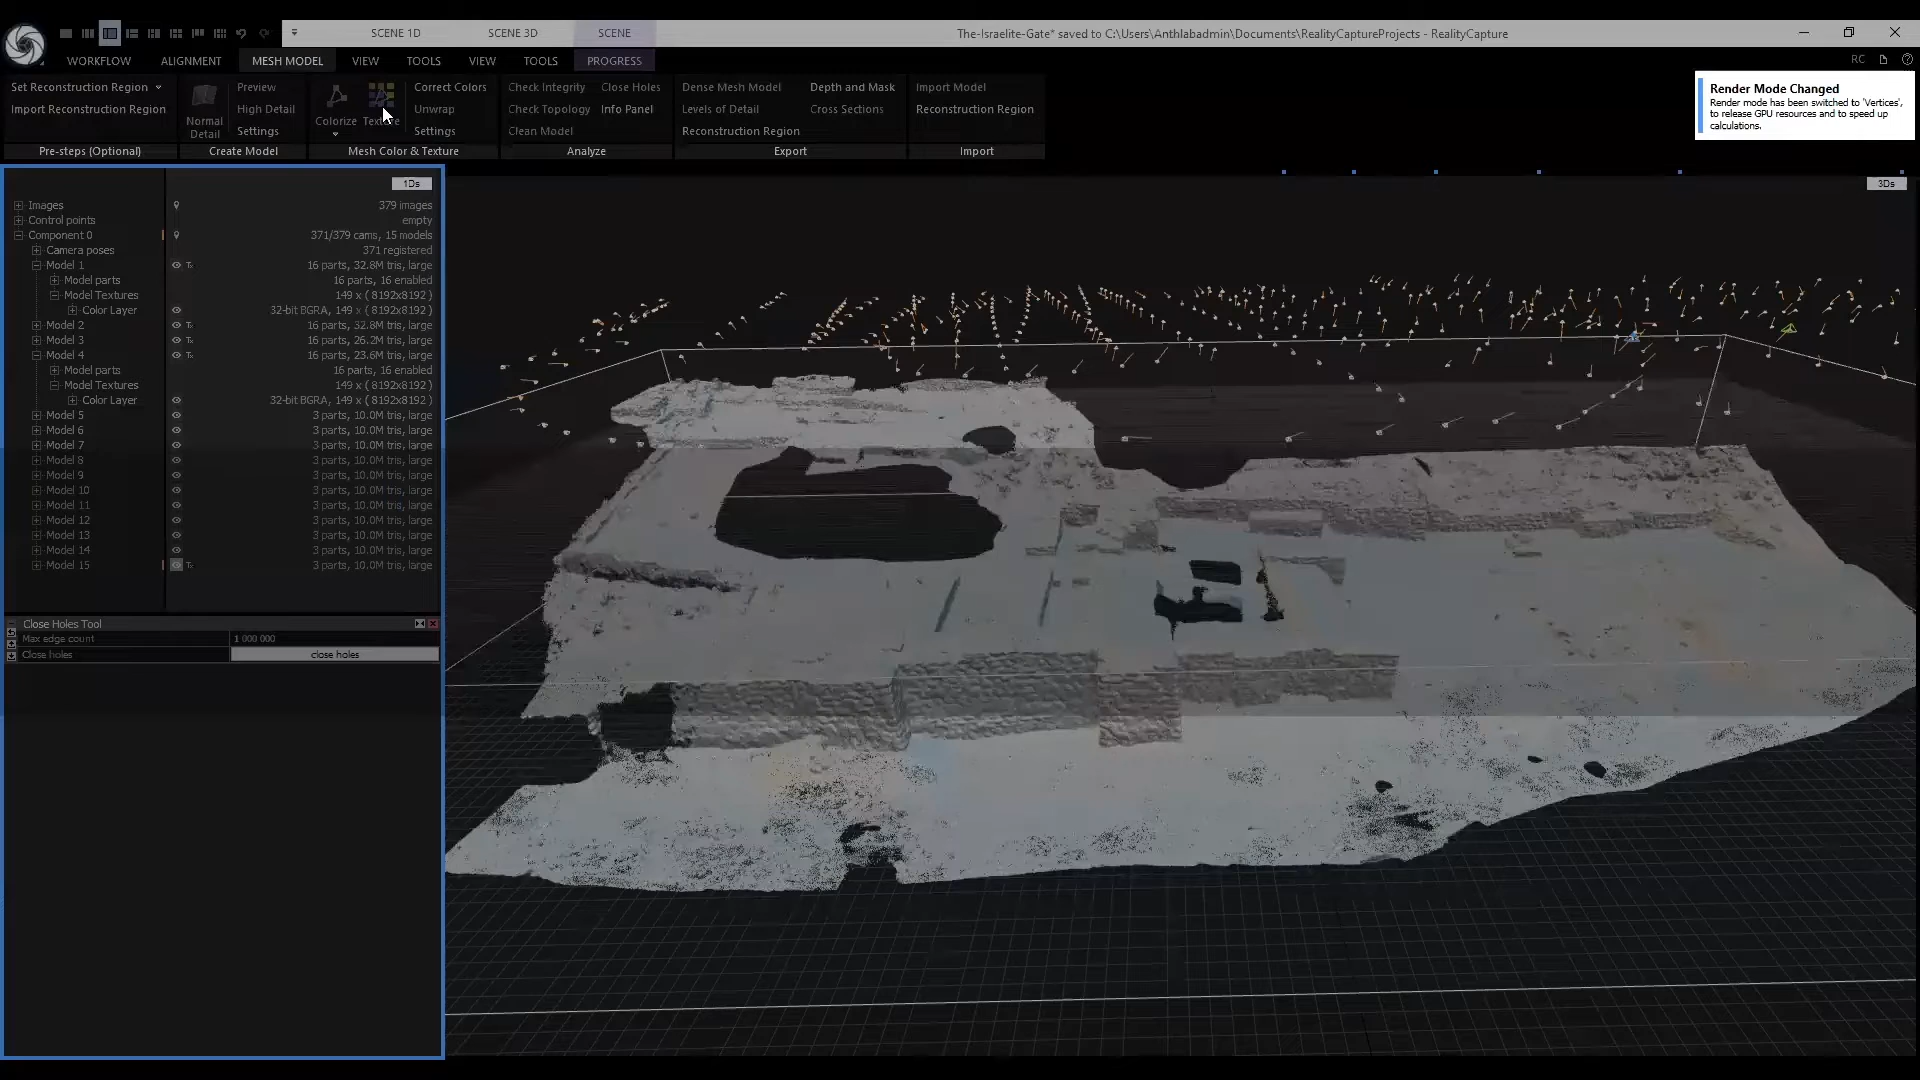 SCENE 1D SCENE 3D SCENE The-Israelite-Gate* saved to C:\Users\Anthlabadmin\Documents\RealityCaptureProjects - RealityCapture
WORKFLOW ALIGNMENT MESH MODEL VIEW TOOLS VIEW TOOLS PROGRESS RC
Set Reconstruction Region
Import Reconstruction Region
Pre-steps (Optional)
Normal Detail
Preview
High Detail
Settings
Create Model
Colorize
Texture
Correct Colors
Unwrap
Settings
Mesh Color & Texture
Check Integrity Close Holes
Check Topology Info Panel
Clean Model
Analyze
Dense Mesh Model Depth and Mask
Levels of Detail Cross Sections
Reconstruction Region
Export
Import Model
Reconstruction Region
Import
Render Mode Changed
Render mode has been switched to 'Vertices',
to release GPU resources and to speed up
calculations.
1Ds
3Ds
Images 379 images
Control points empty
Component 0 371/379 cams, 15 models
Camera poses 371 registered
Model 1 Tx 16 parts, 32.8M tris, large
Model parts 16 parts, 16 enabled
Model Textures 149 x ( 8192x8192 )
Color Layer 32-bit BGRA, 149 x ( 8192x8192 )
Model 2 Tx 16 parts, 32.8M tris, large
Model 3 Tx 16 parts, 26.2M tris, large
Model 4 Tx 16 parts, 23.6M tris, large
Model parts 16 parts, 16 enabled
Model Textures 149 x ( 8192x8192 )
Color Layer 32-bit BGRA, 149 x ( 8192x8192 )
Model 5 3 parts, 10.0M tris, large
Model 6 3 parts, 10.0M tris, large
Model 7 3 parts, 10.0M tris, large
Model 8 3 parts, 10.0M tris, large
Model 9 3 parts, 10.0M tris, large
Model 10 3 parts, 10.0M tris, large
Model 11 3 parts, 10.0M tris, large
Model 12 3 parts, 10.0M tris, large
Model 13 3 parts, 10.0M tris, large
Model 14 3 parts, 10.0M tris, large
Model 15 Tx 3 parts, 10.0M tris, large
Close Holes Tool
Max edge count 1 000 000
Close holes close holes